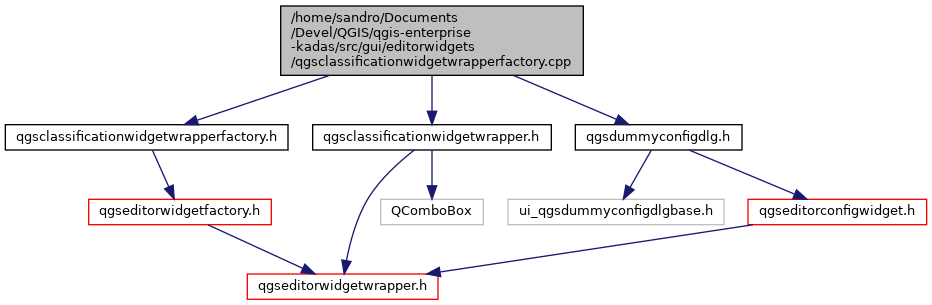 /home/sandro/Documents
/Devel/QGIS/qgis-enterprise
-kadas/src/gui/editorwidgets
/qgsclassificationwidgetwrapperfactory.cpp
qgsclassificationwidgetwrapperfactory.h
qgsclassificationwidgetwrapper.h
qgsdummyconfigdlg.h
qgseditorwidgetfactory.h
QComboBox
ui_qgsdummyconfigdlgbase.h
qgseditorconfigwidget.h
qgseditorwidgetwrapper.h